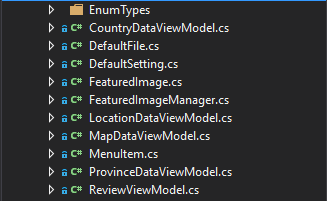 EnumTypes
C# CountryDataViewModel.cs
C# DefaultFile.cs
C# DefaultSetting.cs
C# FeaturedImage.cs
C# FeaturedImageManager.cs
C# LocationDataViewModel.cs
C# MapDataViewModel.cs
C# MenuItem.cs
C# ProvinceDataViewModel.cs
C# ReviewViewModel.cs